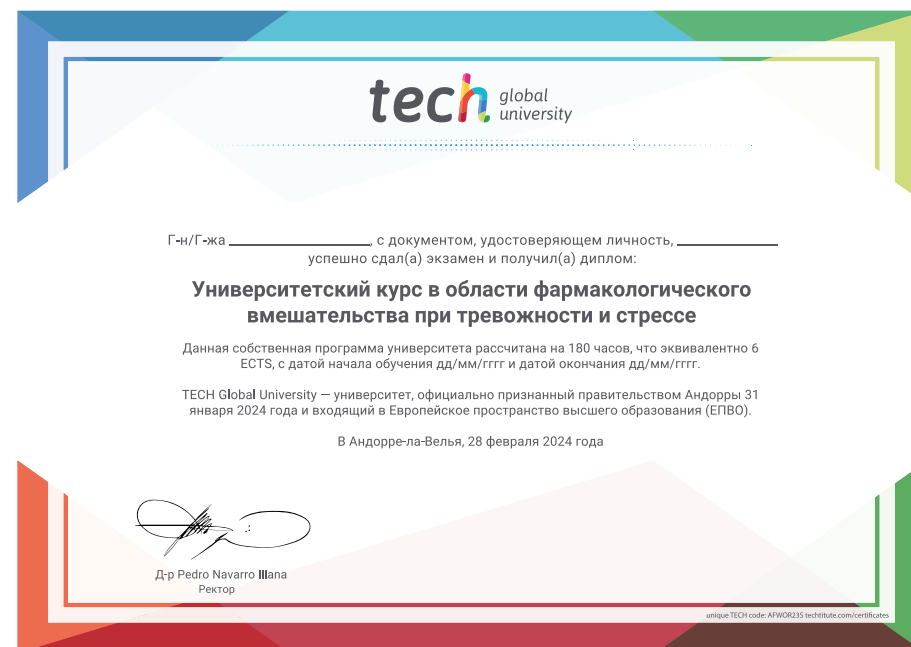 tech global university
Г-н/Г-жа ____________________, с документом, удостоверяющем личность, ______________
успешно сдал(а) экзамен и получил(а) диплом:
Университетский курс в области фармакологического
вмешательства при тревожности и стрессе
Данная собственная программа университета рассчитана на 180 часов, что эквивалентно 6
ECTS, с датой начала обучения дд/мм/гггг и датой окончания дд/мм/гггг.
TECH Global University — университет, официально признанный правительством Андорры 31
января 2024 года и входящий в Европейское пространство высшего образования (ЕПВО).
В Андорре-ла-Велья, 28 февраля 2024 года
Д-р Pedro Navarro Illana
Ректор
unique TECH code: AFWOR23S techtitute.com/certificates